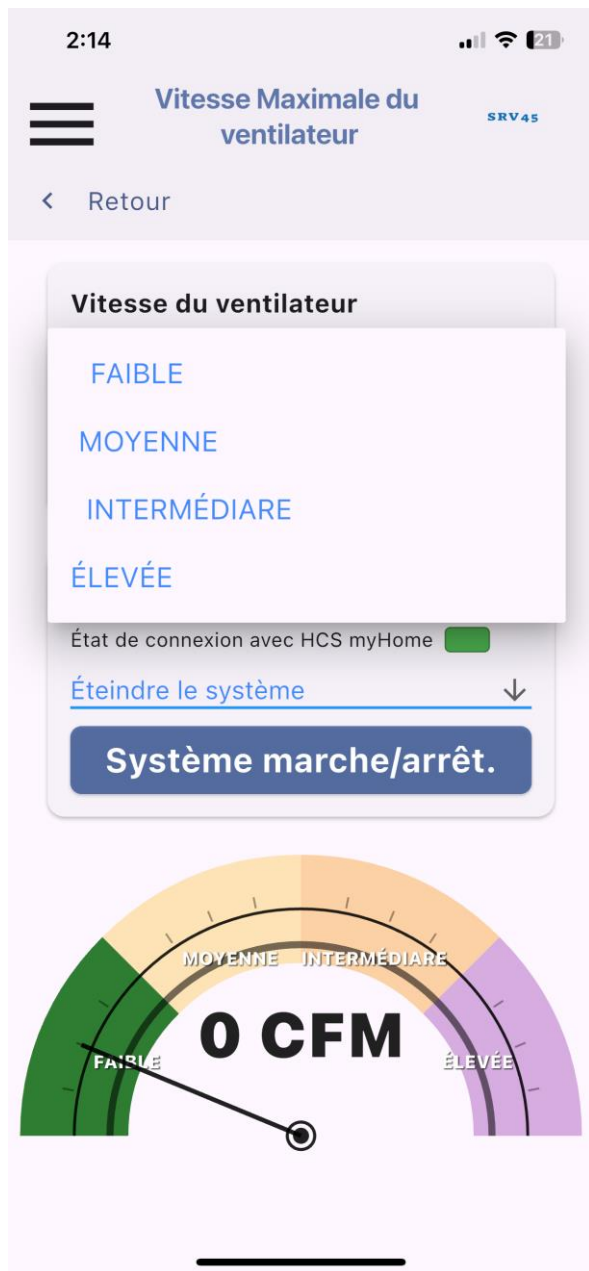 2:14
21
Vitesse Maximale du
ventilateur
SRV45
Retour
Vitesse du ventilateur
FAIBLE
MOYENNE
INTERMÉDIARE
ÉLEVÉE
État de connexion avec HCS myHome
Éteindre le système
Système marche/arrêt.
MOYENNE INTERMÉDIARE
0 CFM
FAIBLE
ÉLEVÉE